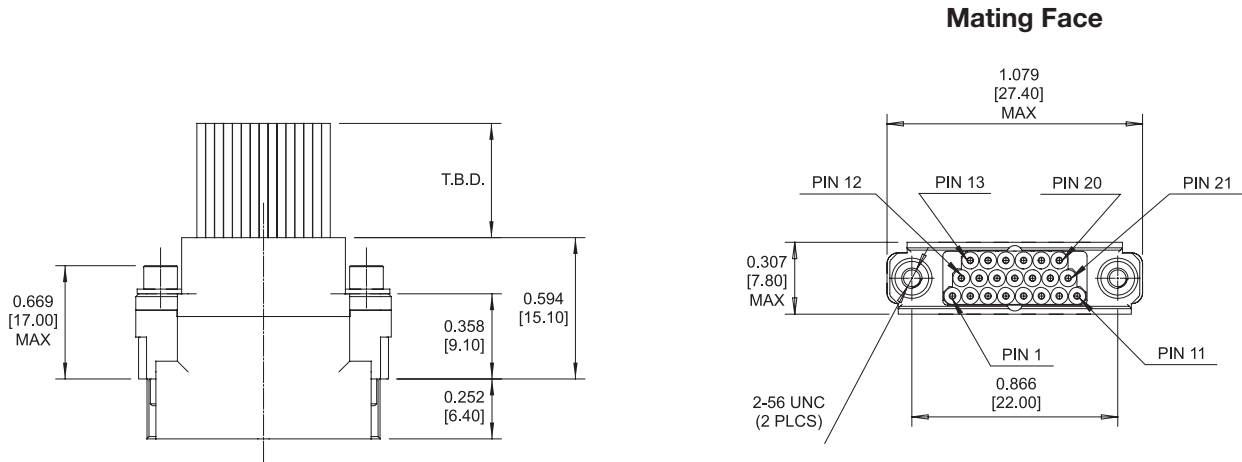 Mating Face
1.079
[27.40]
MAX
T.B.D.
PIN 12
PIN 13
PIN 20
PIN 21
0.669
[17.00]
MAX
0.358
[9.10]
0.594
[15.10]
0.307
[7.80]
MAX
0.252
[6.40]
2-56 UNC
(2 PLCS)
PIN 1
PIN 11
0.866
[22.00]